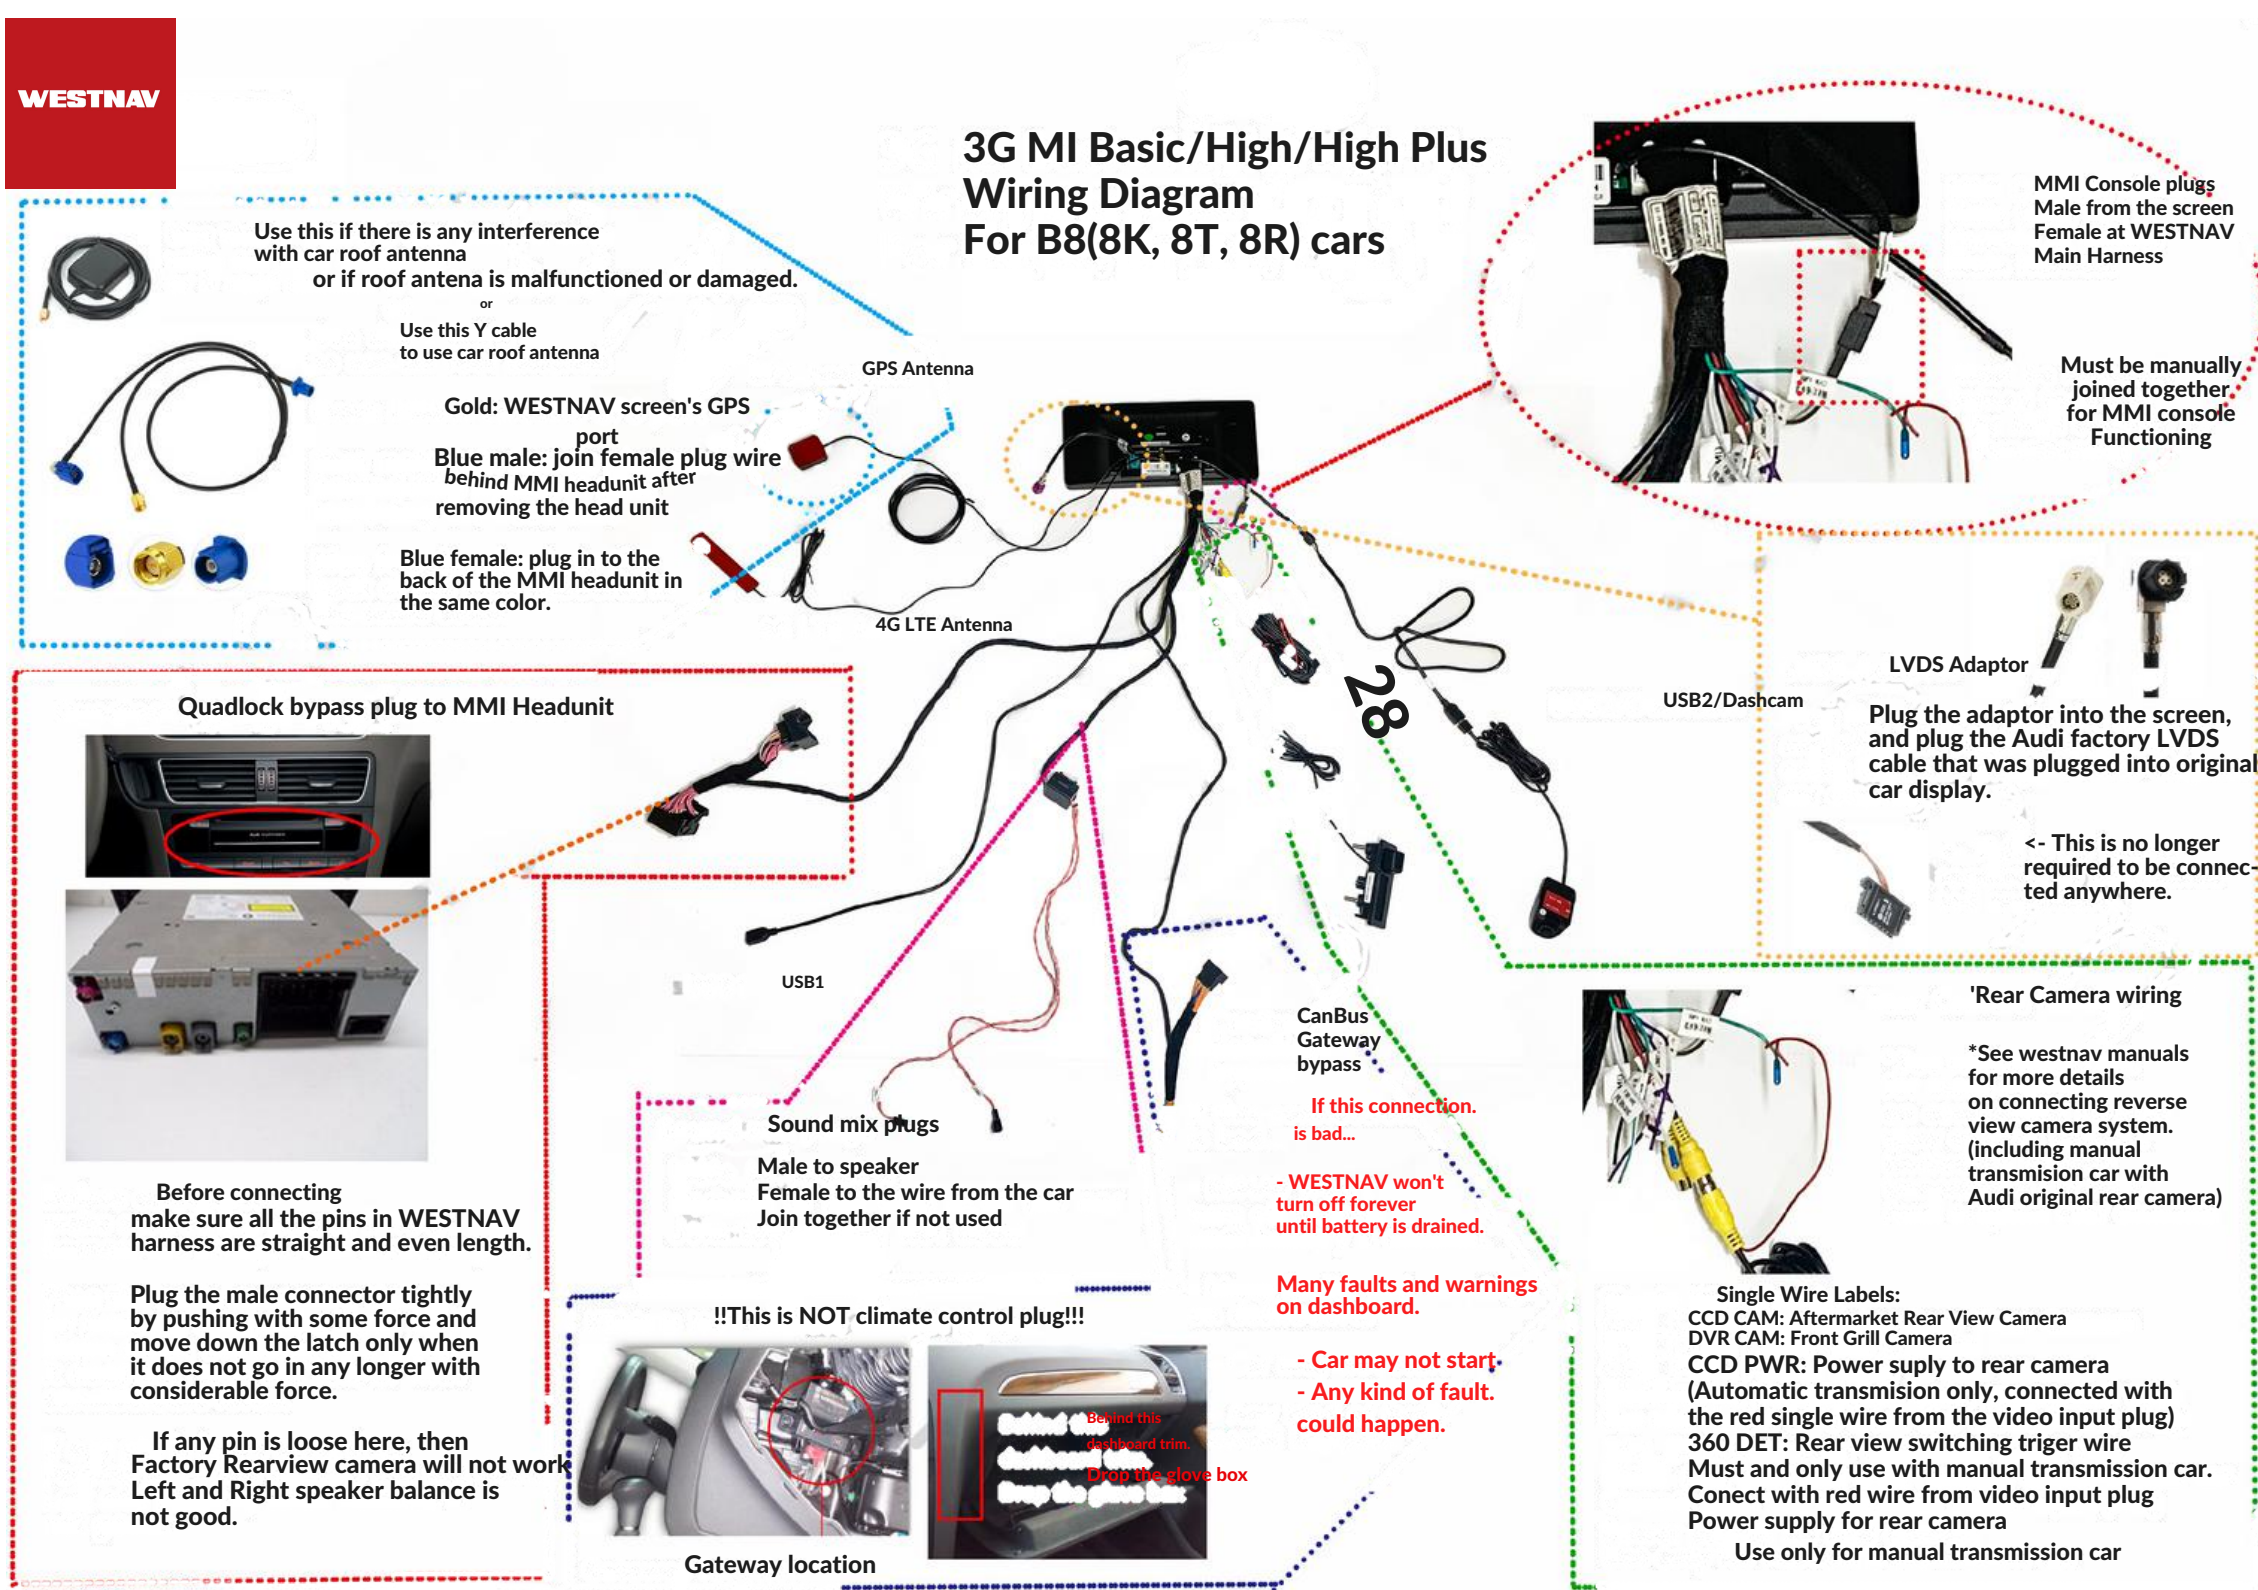 WESTNAV
3G MI Basic/High/High Plus
Wiring Diagram
For B8(8K, 8T, 8R) cars
Use this if there is any interference
with car roof antenna
or if roof antena is malfunctioned or damaged.
or
Use this Y cable
to use car roof antenna
Gold: WESTNAV screen's GPS
port
Blue male: join female plug wire
behind MMI headunit after
removing the head unit
Blue female: plug in to the
back of the MMI headunit in
the same color.
GPS Antenna
4G LTE Antenna
MMI Console plugs
Male from the screen
Female at WESTNAV
Main Harness
Must be manually
joined together
for MMI console
Functioning
LVDS Adaptor
Plug the adaptor into the screen,
and plug the Audi factory LVDS
cable that was plugged into original
car display.
<- This is no longer
required to be connec-
ted anywhere.
USB2/Dashcam
28
Quadlock bypass plug to MMI Headunit
Before connecting
make sure all the pins in WESTNAV
harness are straight and even length.
Plug the male connector tightly
by pushing with some force and
move down the latch only when
it does not go in any longer with
considerable force.
If any pin is loose here, then
Factory Rearview camera will not work
Left and Right speaker balance is
not good.
USB1
Sound mix plugs
Male to speaker
Female to the wire from the car
Join together if not used
CanBus
Gateway
bypass
If this connection.
is bad...
- WESTNAV won't
turn off forever
until battery is drained.
Many faults and warnings
on dashboard.
- Car may not start
- Any kind of fault.
could happen.
!!This is NOT climate control plug!!!
Behind this
dashboard trim.
Drop the glove box
Gateway location
'Rear Camera wiring
*See westnav manuals
for more details
on connecting reverse
view camera system.
(including manual
transmision car with
Audi original rear camera)
Single Wire Labels:
CCD CAM: Aftermarket Rear View Camera
DVR CAM: Front Grill Camera
CCD PWR: Power suply to rear camera
(Automatic transmision only, connected with
the red single wire from the video input plug)
360 DET: Rear view switching triger wire
Must and only use with manual transmission car.
Conect with red wire from video input plug
Power supply for rear camera
Use only for manual transmission car